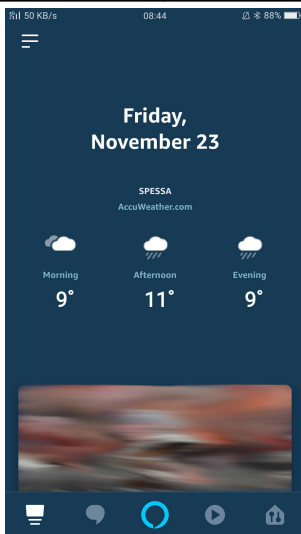 50 KB/s 08:44 88%
Friday,
November 23
SPESSA
AccuWeather.com
Morning Afternoon Evening
9° 11° 9°